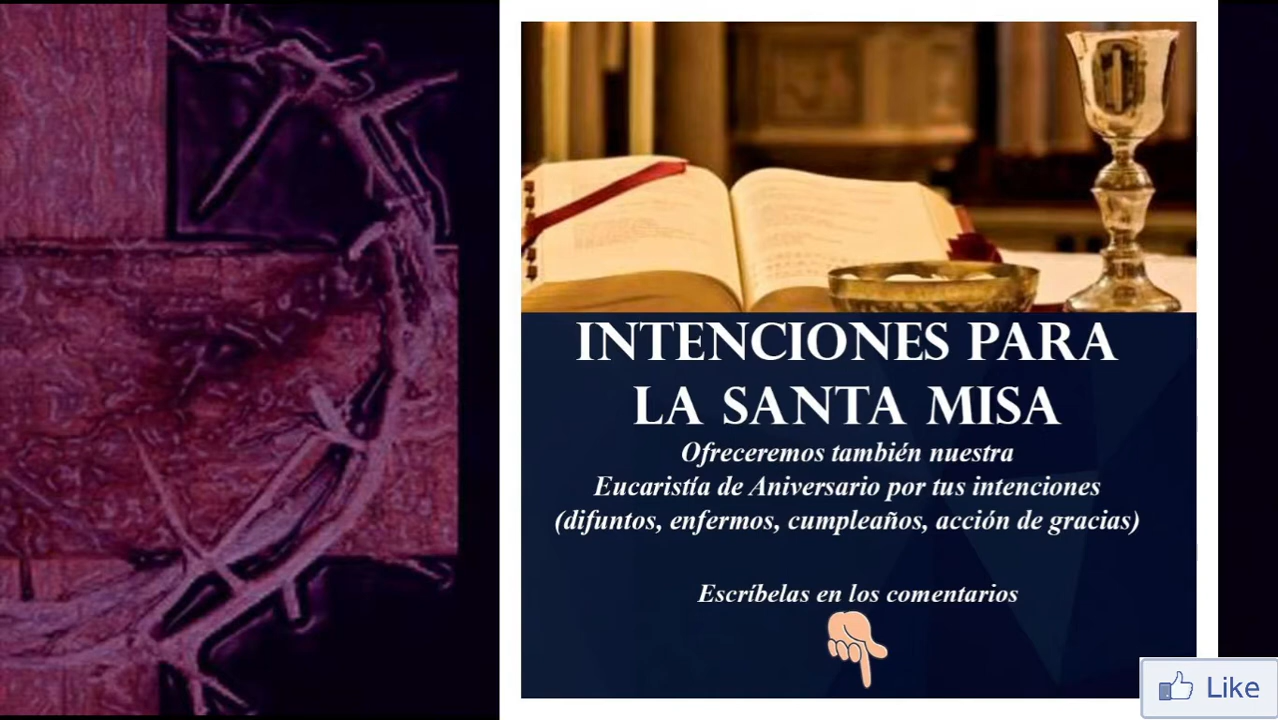 INTENCIONES PARA
LA SANTA MISA
Ofreceremos también nuestra
Eucaristía de Aniversario por tus intenciones
(difuntos, enfermos, cumpleaños, acción de gracias)
Escríbelas en los comentarios
Like